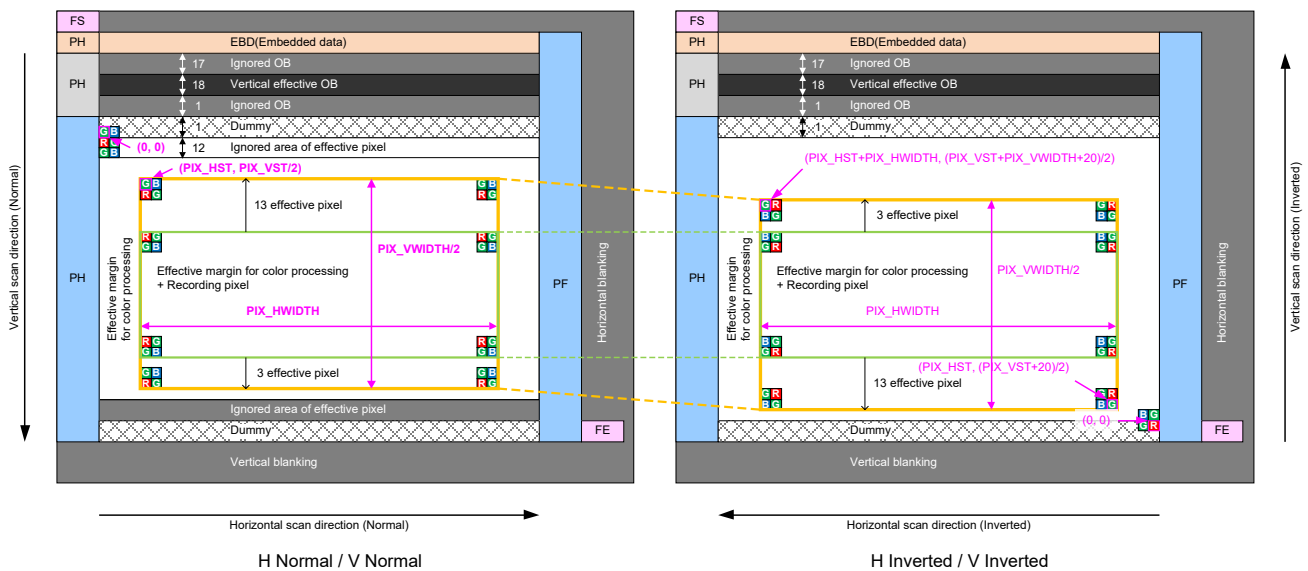 FS
PH
EBD(Embedded data)
17
Ignored OB
PH
18
Vertical effective OB
1
Ignored OB
1
Dummy
G B
R G
G B
(0, 0)
12
Ignored area of effective pixel
(PIX_HST, PIX_VST/2)
G B
R G
R G
G B
13 effective pixel
PIX_VWIDTH/2
Effective margin for color processing
+ Recording pixel
PIX_HWIDTH
Effective margin
for color processing
PH
PF
Horizontal blanking
Vertical scan direction (Normal)
3 effective pixel
Ignored area of effective pixel
Dummy
FE
Vertical blanking
Horizontal scan direction (Normal)
H Normal / V Normal
FS
PH
EBD(Embedded data)
17
Ignored OB
PH
18
Vertical effective OB
1
Ignored OB
1
Dummy
(PIX_HST+PIX_HWIDTH, (PIX_VST+PIX_VWIDTH+20)/2)
G R
B G
3 effective pixel
B G
G R
PIX_VWIDTH/2
Effective margin for color processing
+ Recording pixel
PIX_HWIDTH
Effective margin
for color processing
PH
PF
Horizontal blanking
Vertical scan direction (Inverted)
(PIX_HST, (PIX_VST+20)/2)
13 effective pixel
(0, 0)
B G
G R
Dummy
FE
Vertical blanking
Horizontal scan direction (Inverted)
H Inverted / V Inverted